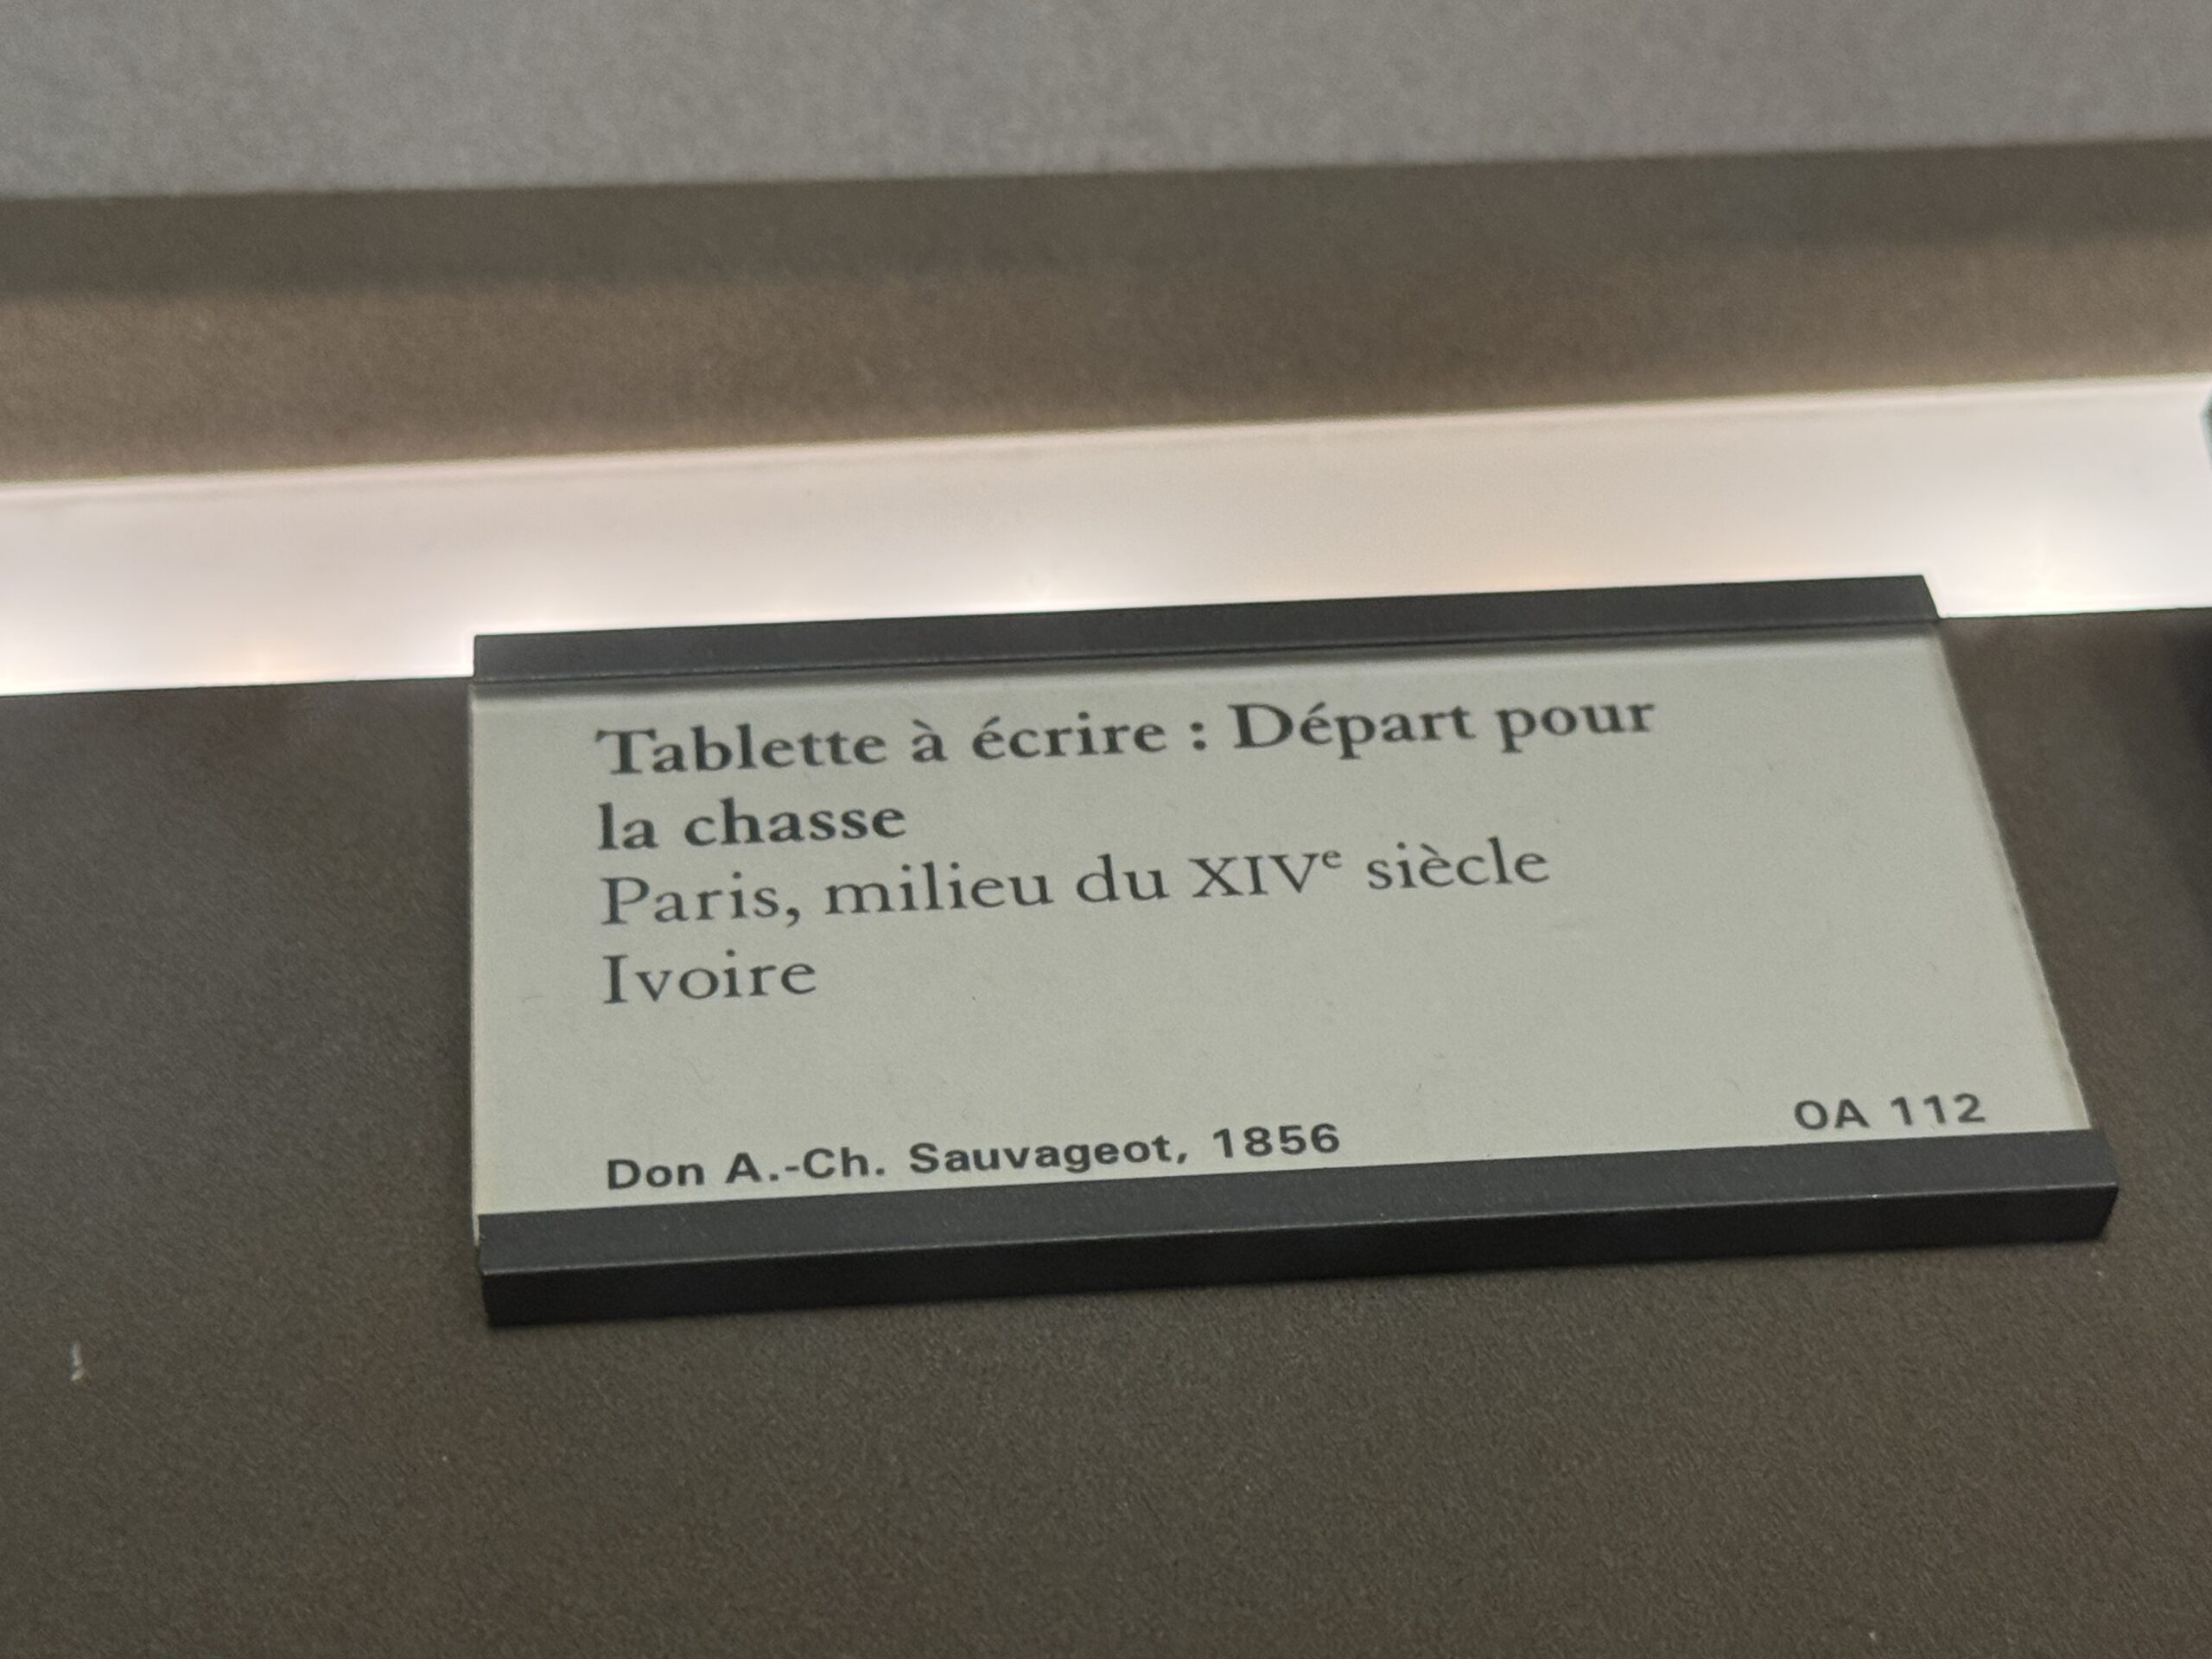 Tablette à écrire : Départ pour
la chasse
Paris, milieu du XIVᵉ siècle
Ivoire
Don A.-Ch. Sauvageot, 1856
OA 112